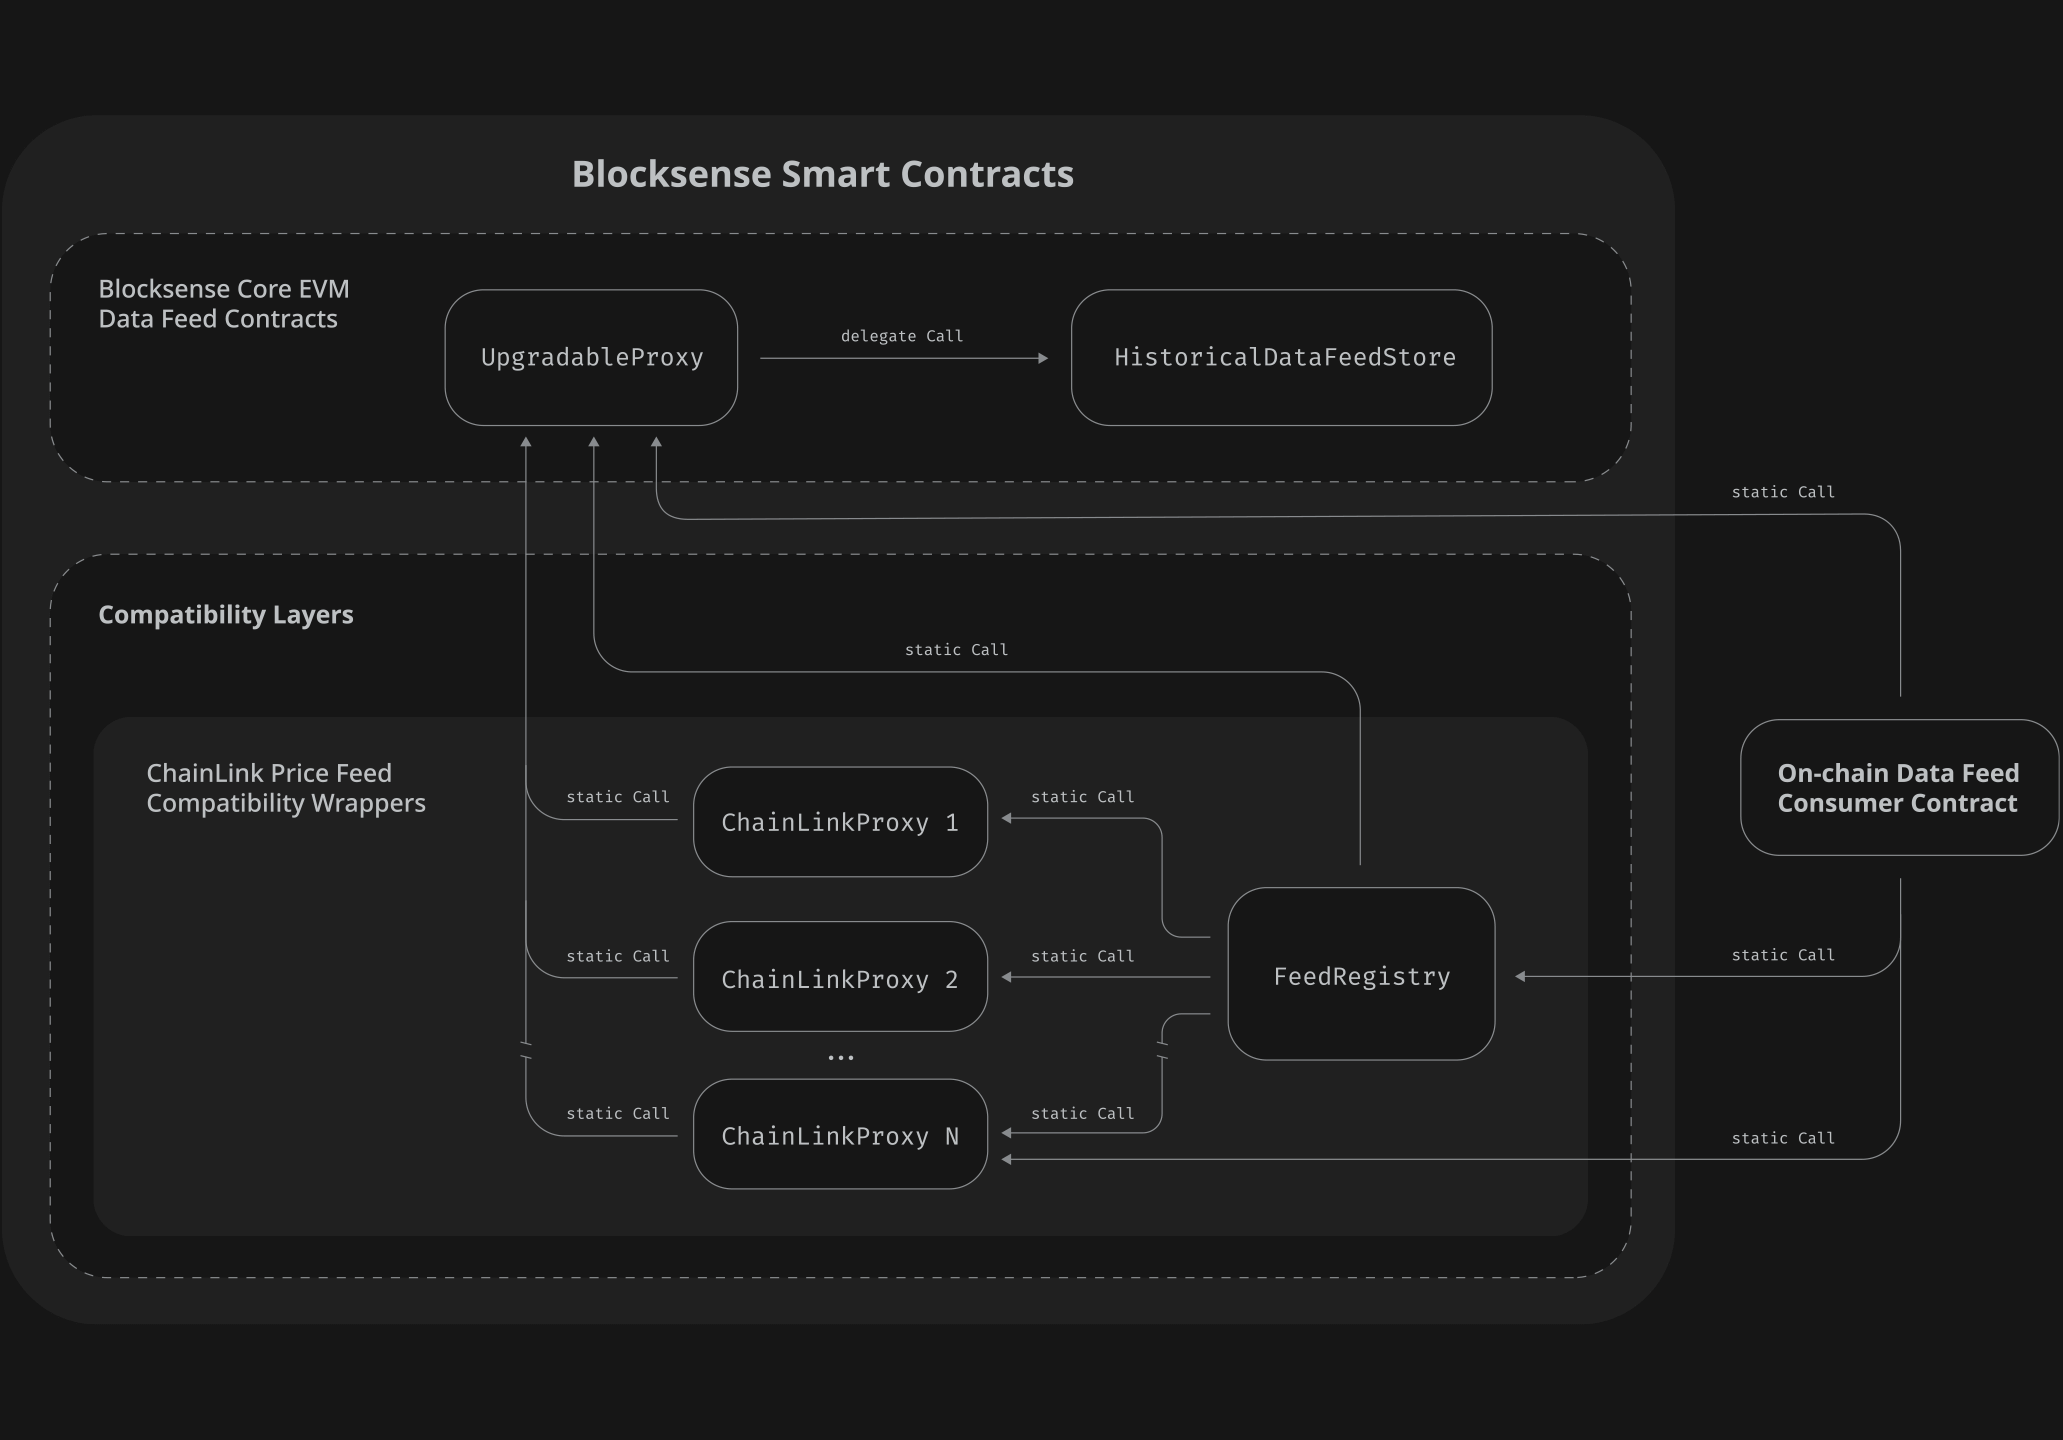 Blocksense Smart Contracts
Blocksense Core EVM
Data Feed Contracts
UpgradableProxy
delegate Call
HistoricalDataFeedStore
static Call
Compatibility Layers
static Call
ChainLink Price Feed
Compatibility Wrappers
static Call
ChainLinkProxy 1
static Call
On-chain Data Feed
Consumer Contract
static Call
ChainLinkProxy 2
static Call
FeedRegistry
static Call
...
static Call
ChainLinkProxy N
static Call
static Call